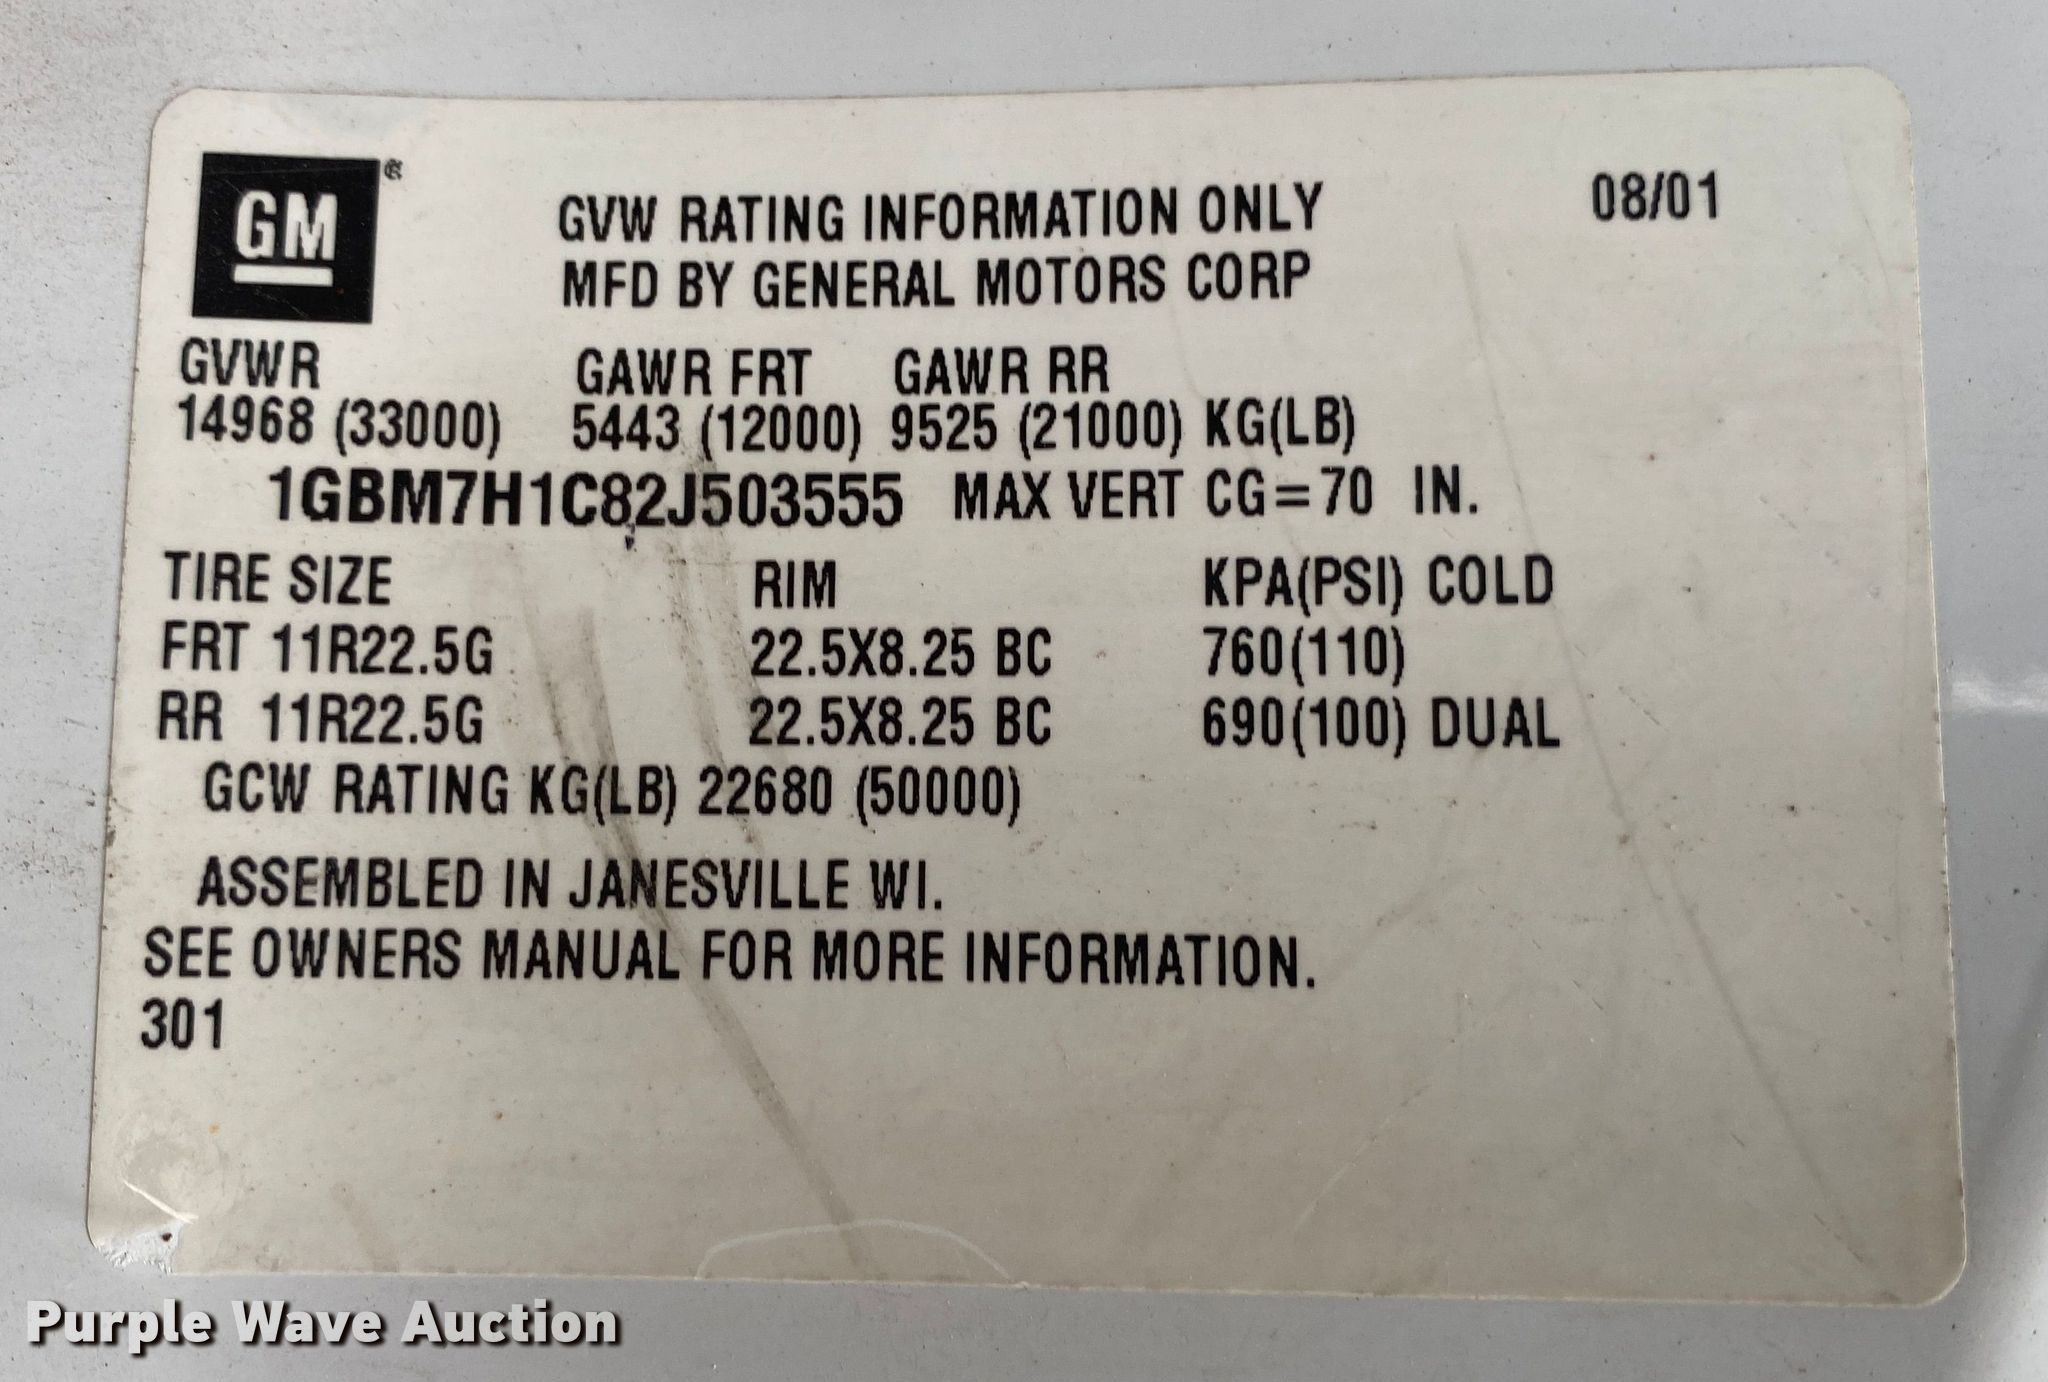 GM®
GVW RATING INFORMATION ONLY 08/01
MFD BY GENERAL MOTORS CORP
GVWR GAWR FRT GAWR RR
14968 (33000) 5443 (12000) 9525 (21000) KG(LB)
1GBM7H1C82J503555 MAX VERT CG=70 IN.
TIRE SIZE RIM KPA(PSI) COLD
FRT 11R22.5G 22.5X8.25 BC 760(110)
RR 11R22.5G 22.5X8.25 BC 690(100) DUAL
GCW RATING KG(LB) 22680 (50000)
ASSEMBLED IN JANESVILLE WI.
SEE OWNERS MANUAL FOR MORE INFORMATION.
301
Purple Wave Auction